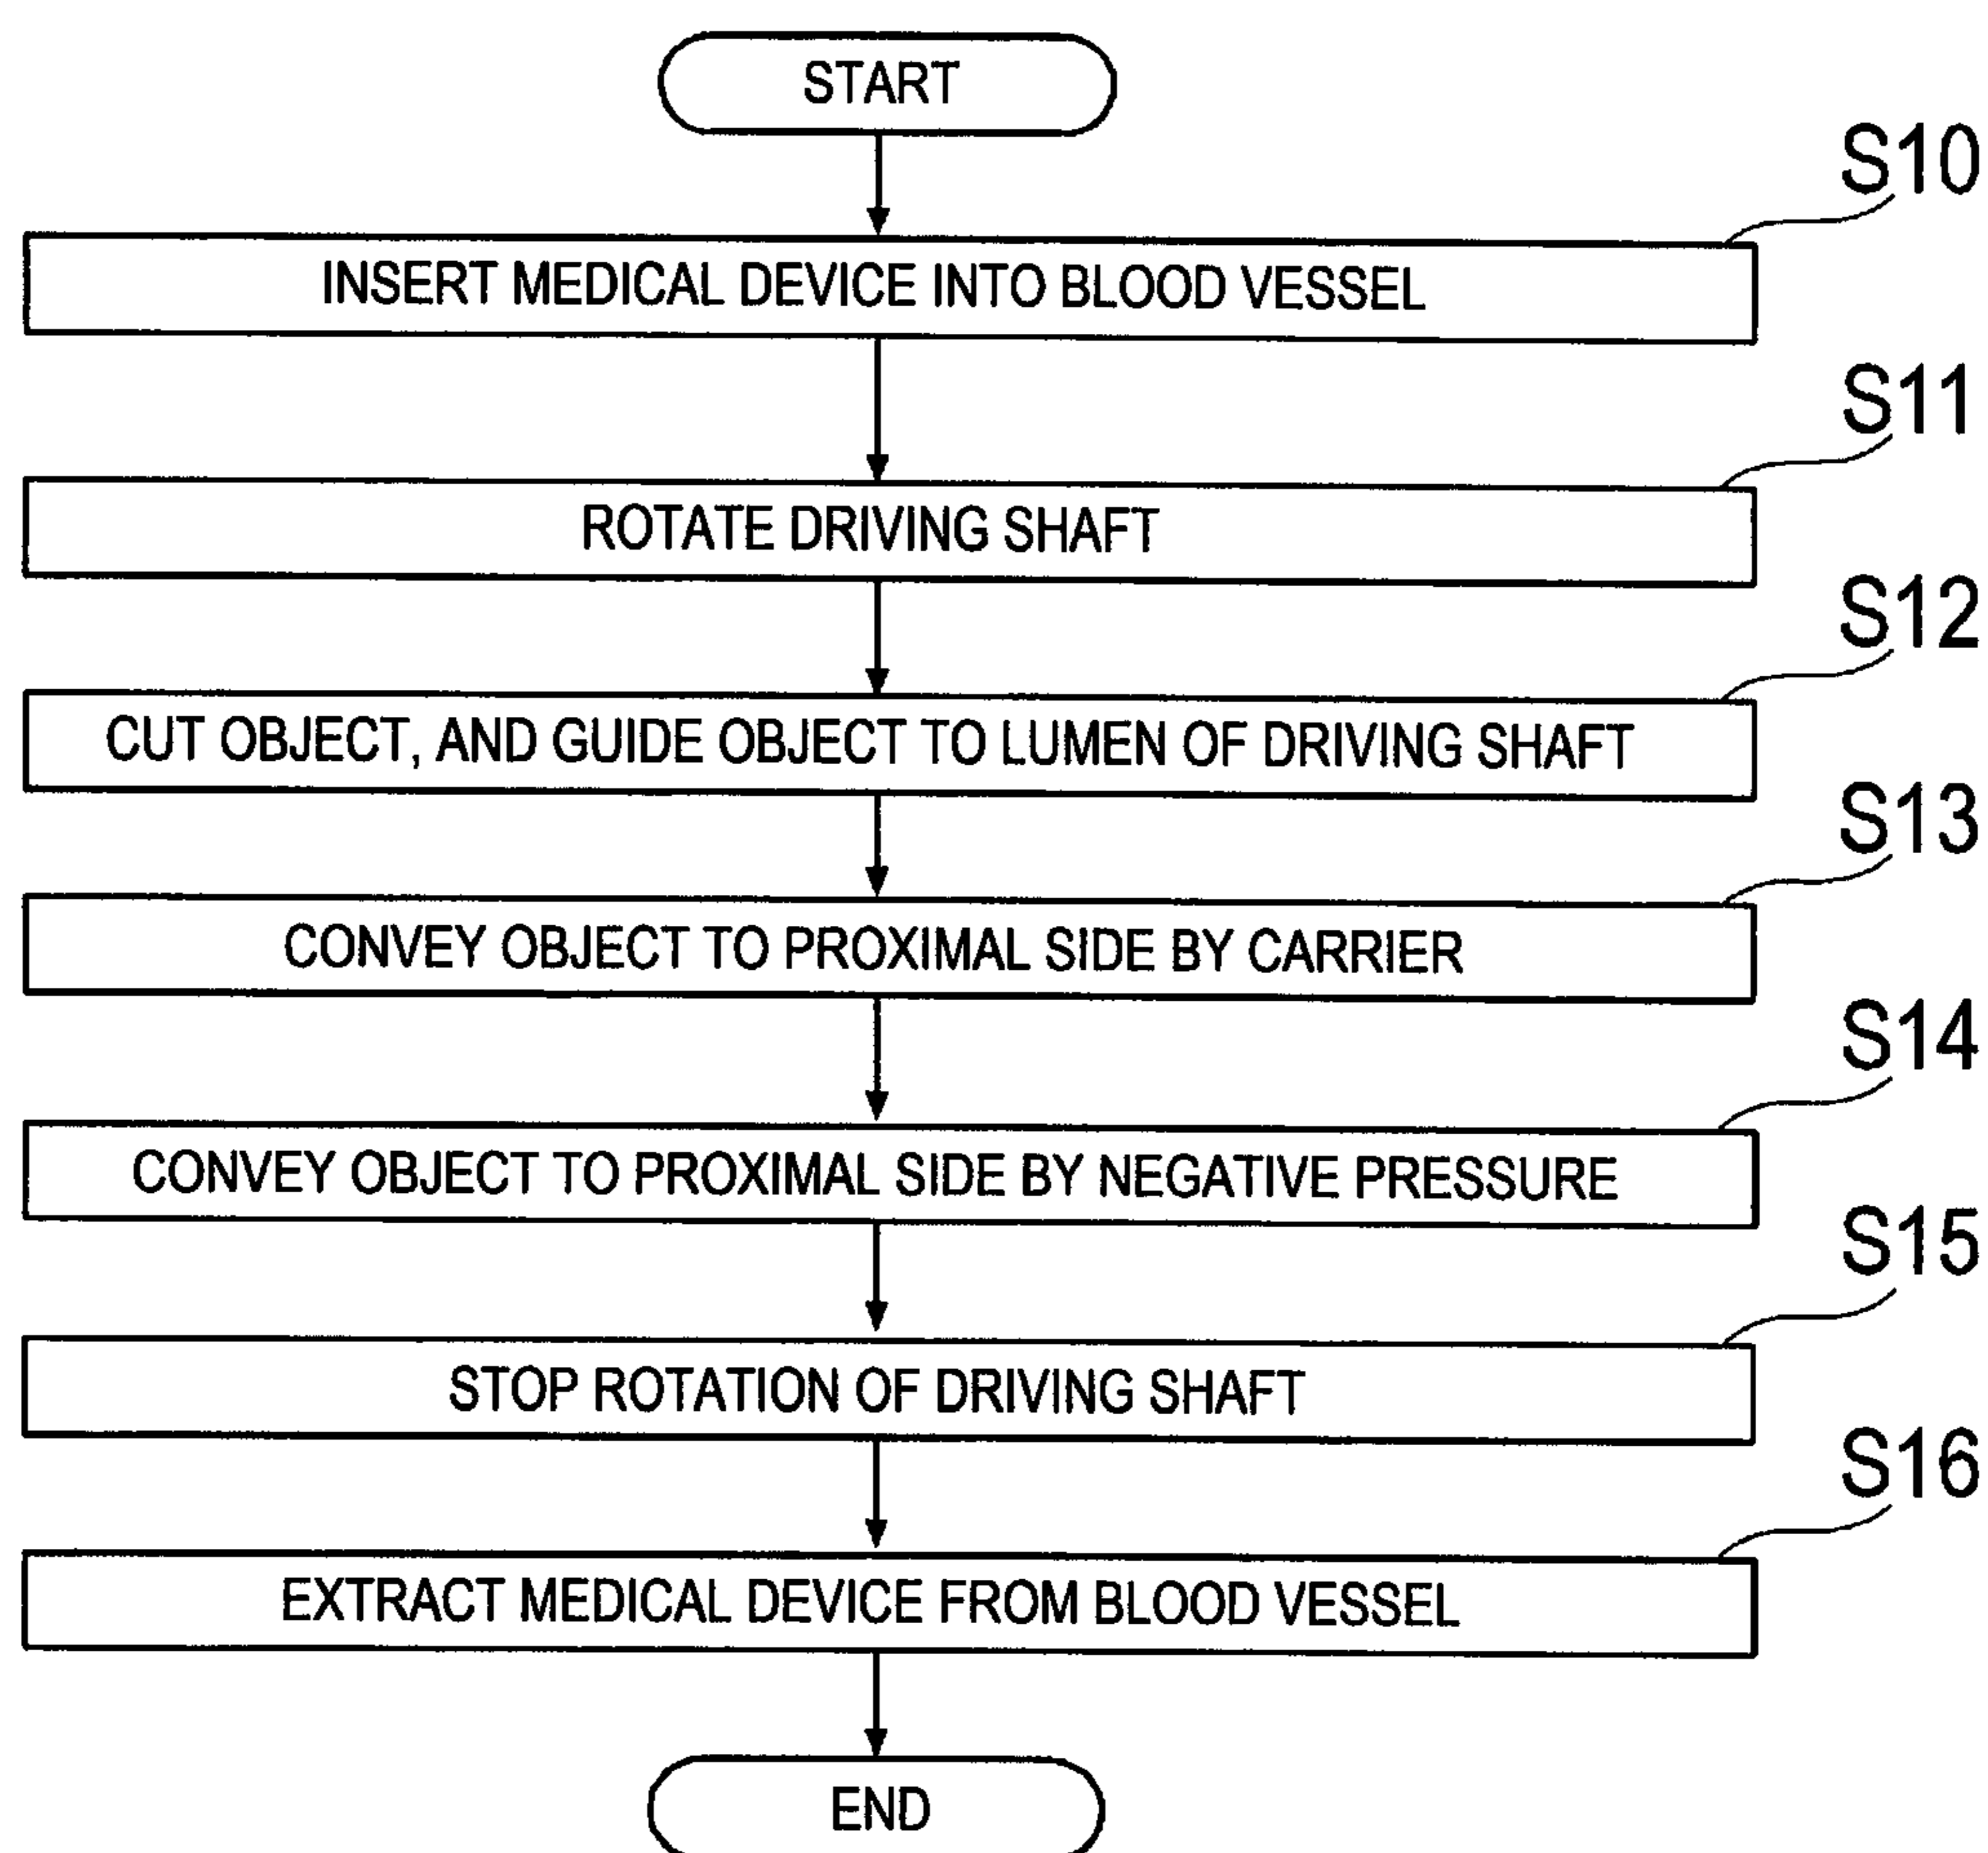 START
S10
INSERT MEDICAL DEVICE INTO BLOOD VESSEL
S11
ROTATE DRIVING SHAFT
S12
CUT OBJECT, AND GUIDE OBJECT TO LUMEN OF DRIVING SHAFT
S13
CONVEY OBJECT TO PROXIMAL SIDE BY CARRIER
S14
CONVEY OBJECT TO PROXIMAL SIDE BY NEGATIVE PRESSURE
S15
STOP ROTATION OF DRIVING SHAFT
S16
EXTRACT MEDICAL DEVICE FROM BLOOD VESSEL
END